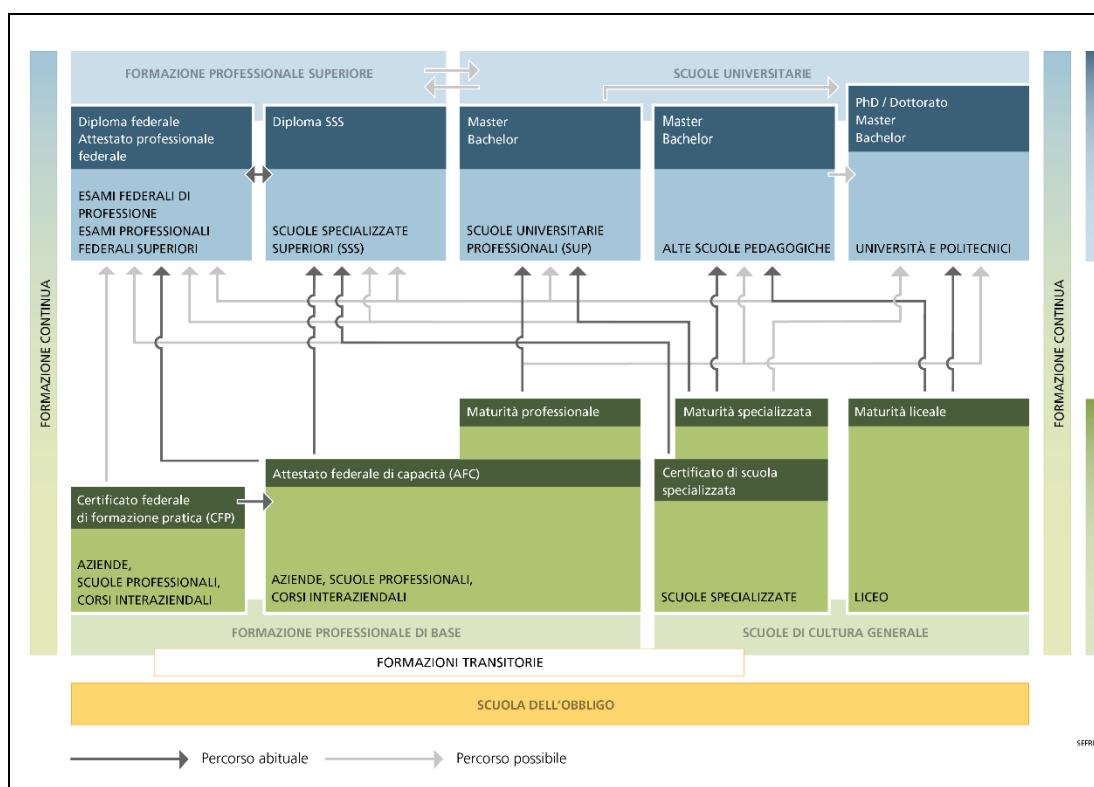 FORMAZIONE CONTINUA
FORMAZIONE PROFESSIONALE SUPERIORE
SCUOLE UNIVERSITARIE
Diploma federale
Attestato professionale
federale
Diploma SSS
Master
Bachelor
Master
Bachelor
PhD / Dottorato
Master
Bachelor
ESAMI FEDERALI DI
PROFESSIONE
ESAMI PROFESSIONALI
FEDERALI SUPERIORI
SCUOLE SPECIALIZZATE
SUPERIORI (SSS)
SCUOLE UNIVERSITARIE
PROFESSIONALI (SUP)
ALTE SCUOLE PEDAGOGICHE
UNIVERSITÀ E POLITECNICI
FORMAZIONE CONTINUA
Maturità professionale
Maturità specializzata
Maturità liceale
Attestato federale di capacità (AFC)
Certificato di scuola
specializzata
Certificato federale
di formazione pratica (CFP)
AZIENDE,
SCUOLE PROFESSIONALI,
CORSI INTERAZIENDALI
AZIENDE, SCUOLE PROFESSIONALI,
CORSI INTERAZIENDALI
SCUOLE SPECIALIZZATE
LICEO
FORMAZIONE PROFESSIONALE DI BASE
SCUOLE DI CULTURA GENERALE
FORMAZIONI TRANSITORIE
SCUOLA DELL'OBBLIGO
Percorso abituale
Percorso possibile
SEFRI